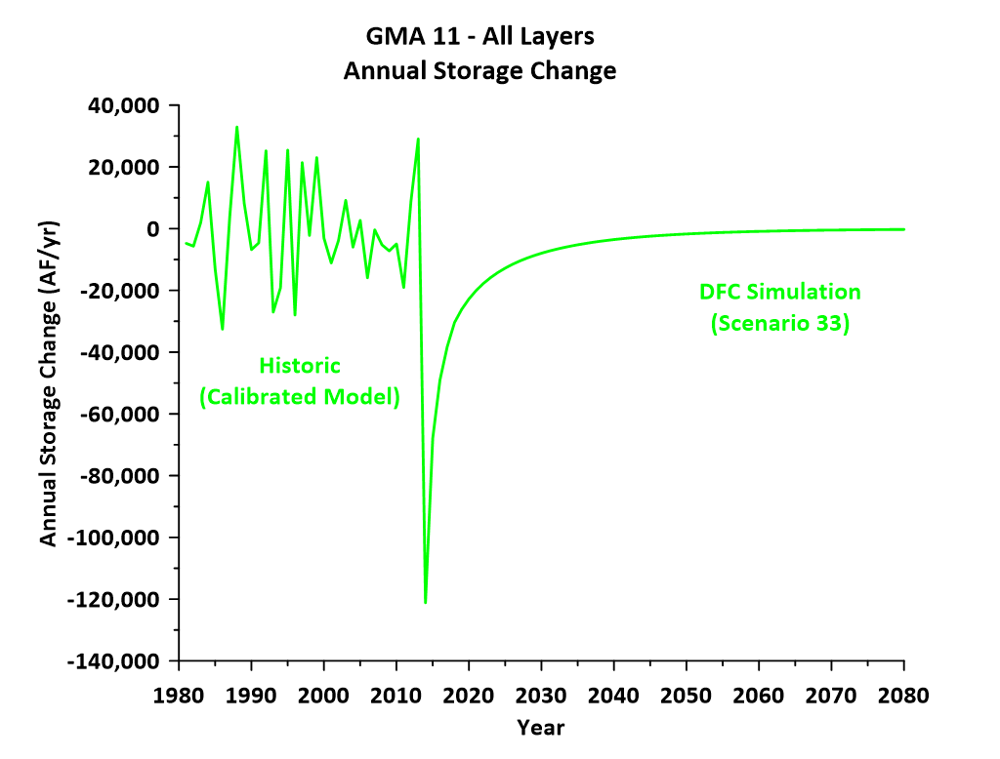 GMA 11 - All Layers
Annual Storage Change
40,000
20,000
0
-20,000
-40,000
-60,000
-80,000
-100,000
-120,000
-140,000
Annual Storage Change (AF/yr)
Historic
(Calibrated Model)
DFC Simulation
(Scenario 33)
1980 1990 2000 2010 2020 2030 2040 2050 2060 2070 2080
Year